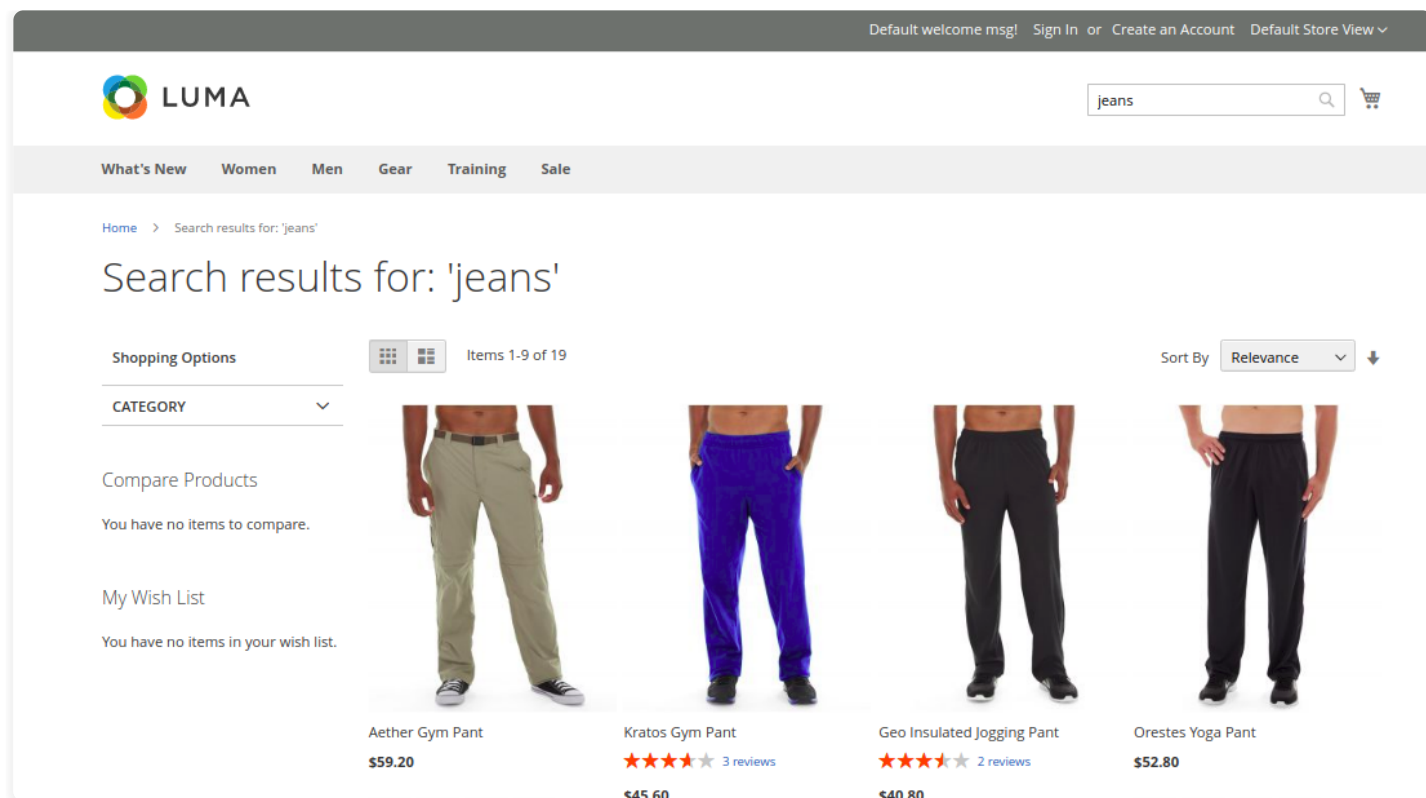 Default welcome msg! Sign In or Create an Account Default Store View
LUMA
jeans
What's New Women Men Gear Training Sale
Home > Search results for: 'jeans'
Search results for: 'jeans'
Shopping Options
Items 1-9 of 19
Sort By Relevance
CATEGORY
Compare Products
You have no items to compare.
My Wish List
You have no items in your wish list.
Aether Gym Pant
$59.20
Kratos Gym Pant
3 reviews
$45.60
Geo Insulated Jogging Pant
2 reviews
$40.80
Orestes Yoga Pant
$52.80